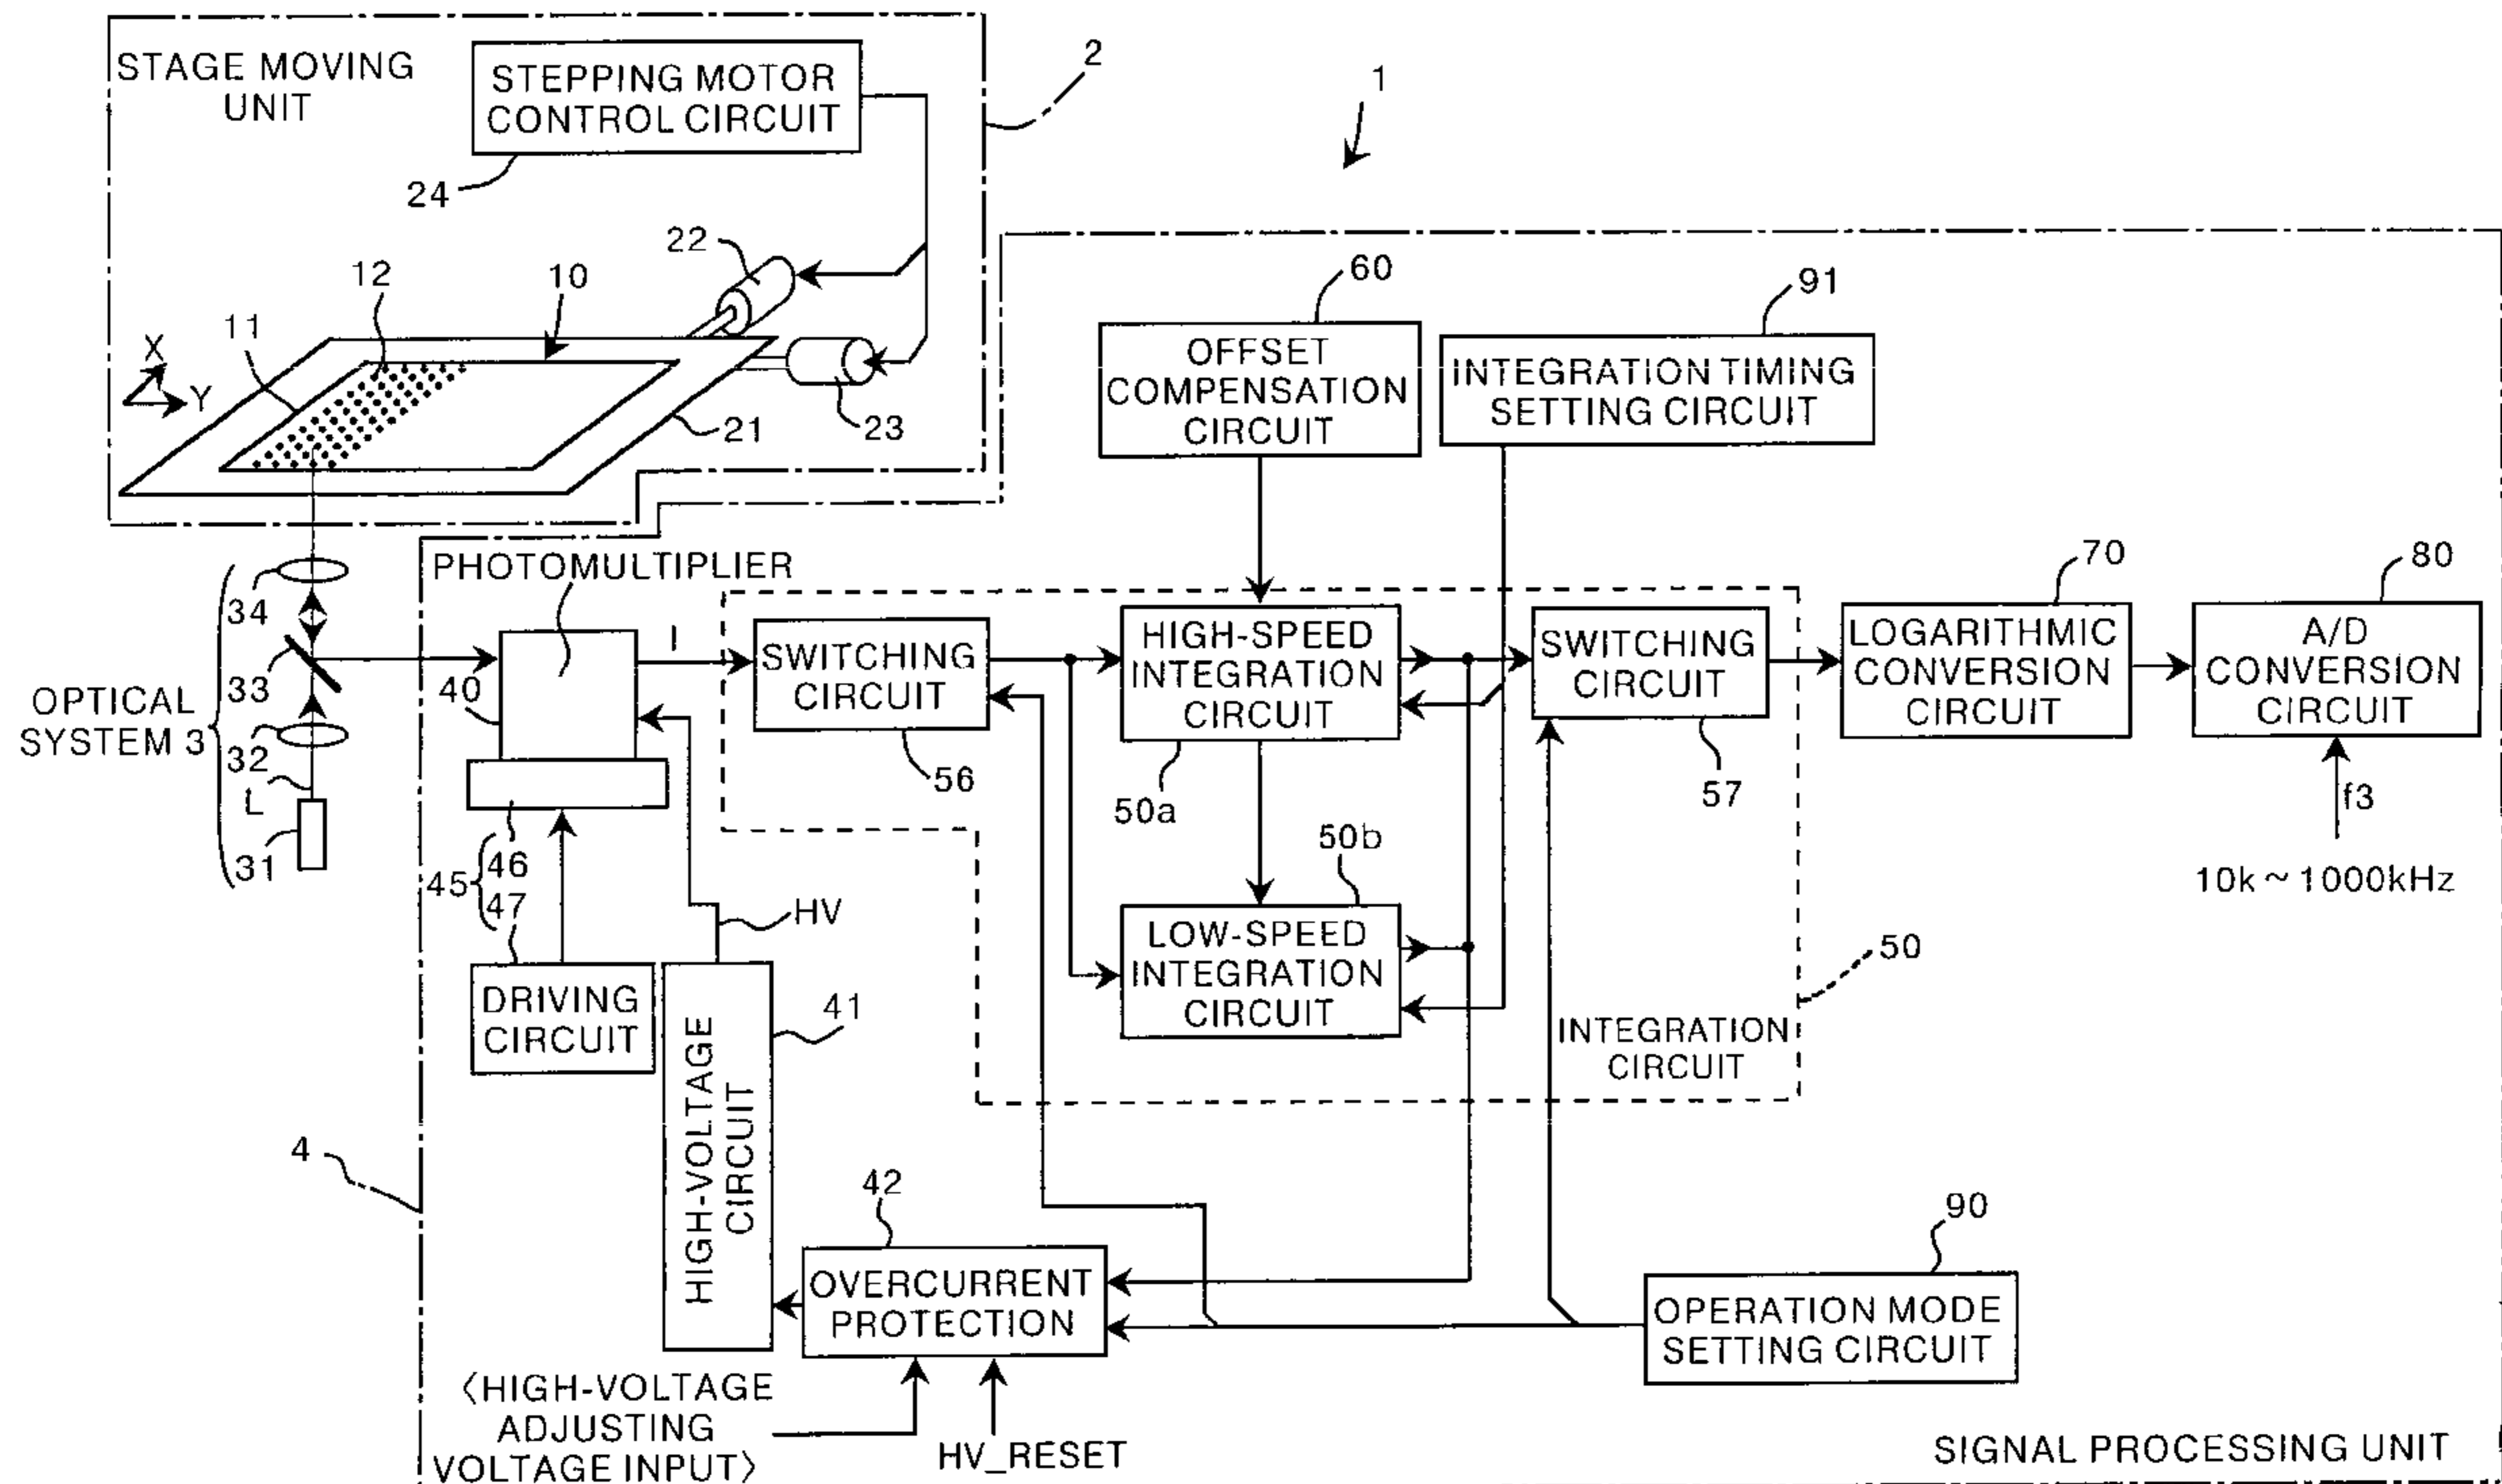 STAGE MOVING
UNIT
STEPPING MOTOR
CONTROL CIRCUIT
24
2
1
22
12
10
11
X
Y
21
23
60
OFFSET
COMPENSATION
CIRCUIT
91
INTEGRATION TIMING
SETTING CIRCUIT
OPTICAL
SYSTEM 3
34
33
32
L
31
PHOTOMULTIPLIER
40
I
SWITCHING
CIRCUIT
56
HIGH-SPEED
INTEGRATION
CIRCUIT
50a
SWITCHING
CIRCUIT
57
70
LOGARITHMIC
CONVERSION
CIRCUIT
80
A/D
CONVERSION
CIRCUIT
f3
10k ~ 1000kHz
45
46
47
HV
DRIVING
CIRCUIT
41
HIGH-VOLTAGE
CIRCUIT
50b
LOW-SPEED
INTEGRATION
CIRCUIT
50
INTEGRATION
CIRCUIT
4
42
OVERCURRENT
PROTECTION
90
OPERATION MODE
SETTING CIRCUIT
〈HIGH-VOLTAGE
ADJUSTING
VOLTAGE INPUT〉
HV_RESET
SIGNAL PROCESSING UNIT